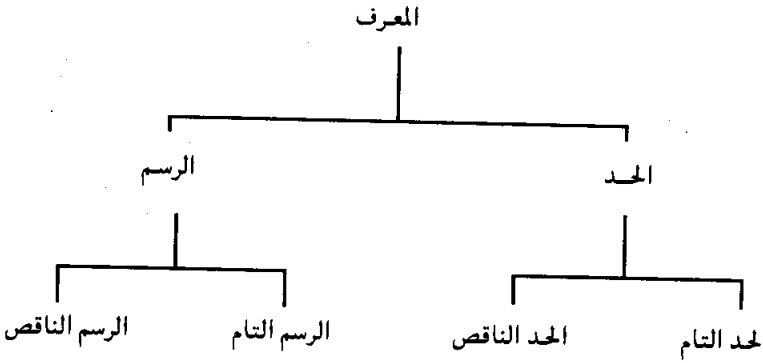 المعرف
الحد
الرسم
لحد التام
الحد الناقص
الرسم التام
الرسم الناقص